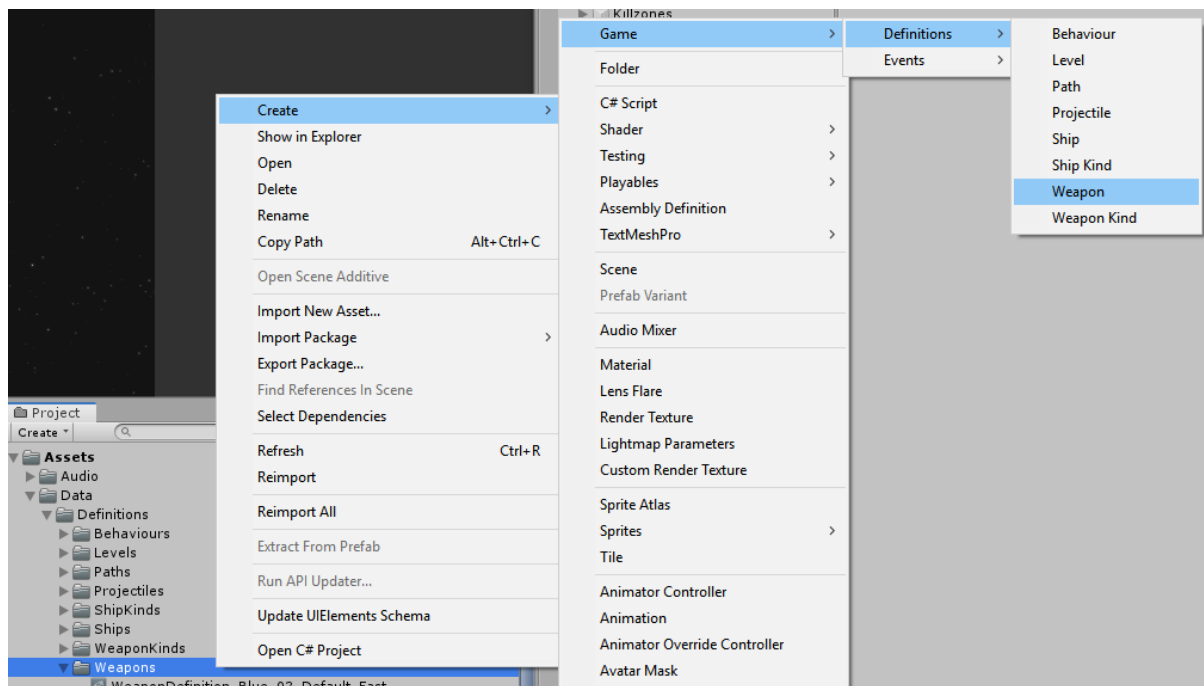 Killzones
Game
Folder
C# Script
Shader
Testing
Playables
Assembly Definition
TextMeshPro
Scene
Prefab Variant
Audio Mixer
Material
Lens Flare
Render Texture
Lightmap Parameters
Custom Render Texture
Sprite Atlas
Sprites
Tile
Animator Controller
Animation
Animator Override Controller
Avatar Mask
Definitions
Events
Behaviour
Level
Path
Projectile
Ship
Ship Kind
Weapon
Weapon Kind
Create
Show in Explorer
Open
Delete
Rename
Copy Path Alt+Ctrl+C
Open Scene Additive
Import New Asset...
Import Package
Export Package...
Find References In Scene
Select Dependencies
Refresh Ctrl+R
Reimport
Reimport All
Extract From Prefab
Run API Updater...
Update UIElements Schema
Open C# Project
Project
Create
Assets
Audio
Data
Definitions
Behaviours
Levels
Paths
Projectiles
ShipKinds
Ships
WeaponKinds
Weapons
WeaponDefinition